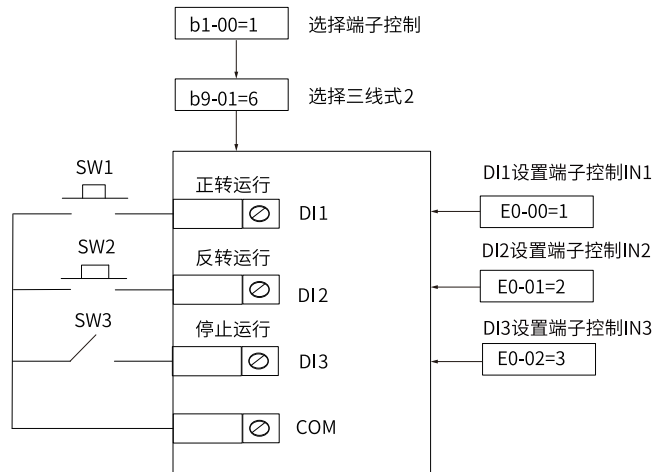 b1-00=1 选择端子控制
b9-01=6 选择三线式2
SW1
正转运行
DI1
DI1设置端子控制IN1
E0-00=1
SW2
反转运行
DI2
DI2设置端子控制IN2
E0-01=2
SW3
停止运行
DI3
DI3设置端子控制IN3
E0-02=3
COM